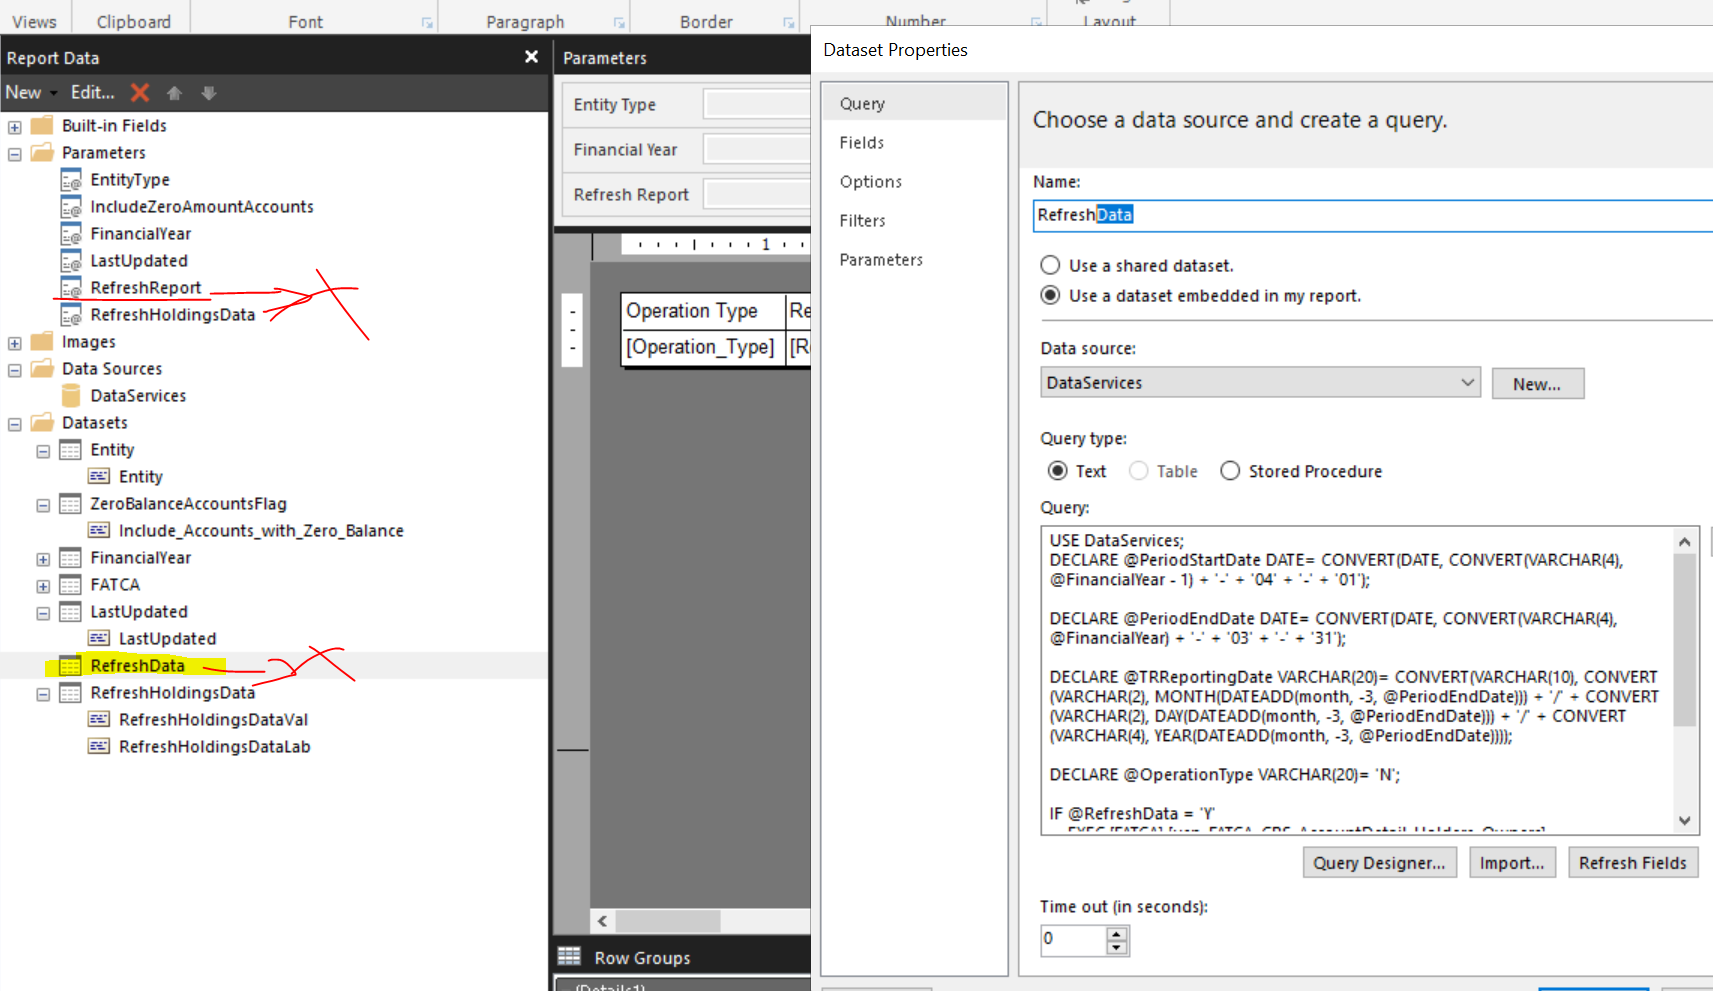 Views Clipboard Font Paragraph Border Number Layout
Report Data
New Edit...
Built-in Fields
Parameters
EntityType
IncludeZeroAmountAccounts
FinancialYear
LastUpdated
RefreshReport
RefreshHoldingsData
Images
Data Sources
DataServices
Datasets
Entity
Entity
ZeroBalanceAccountsFlag
Include_Accounts_with_Zero_Balance
FinancialYear
FATCA
LastUpdated
LastUpdated
RefreshData
RefreshHoldingsData
RefreshHoldingsDataVal
RefreshHoldingsDataLab
Parameters
Entity Type
Financial Year
Refresh Report
1
Operation Type Re
[Operation_Type] [R
Row Groups
(Details1)
Dataset Properties
Query
Fields
Options
Filters
Parameters
Choose a data source and create a query.
Name:
RefreshData
Use a shared dataset.
Use a dataset embedded in my report.
Data source:
DataServices New...
Query type:
Text Table Stored Procedure
Query:
USE DataServices;
DECLARE @PeriodStartDate DATE= CONVERT(DATE, CONVERT(VARCHAR(4),
@FinancialYear - 1) + '-' + '04' + '-' + '01');
DECLARE @PeriodEndDate DATE= CONVERT(DATE, CONVERT(VARCHAR(4),
@FinancialYear) + '-' + '03' + '-' + '31');
DECLARE @TRReportingDate VARCHAR(20)= CONVERT(VARCHAR(10), CONVERT
(VARCHAR(2), MONTH(DATEADD(month, -3, @PeriodEndDate))) + '/' + CONVERT
(VARCHAR(2), DAY(DATEADD(month, -3, @PeriodEndDate))) + '/' + CONVERT
(VARCHAR(4), YEAR(DATEADD(month, -3, @PeriodEndDate))));
DECLARE @OperationType VARCHAR(20)= 'N';
IF @RefreshData = 'Y'
Query Designer... Import... Refresh Fields
Time out (in seconds):
0